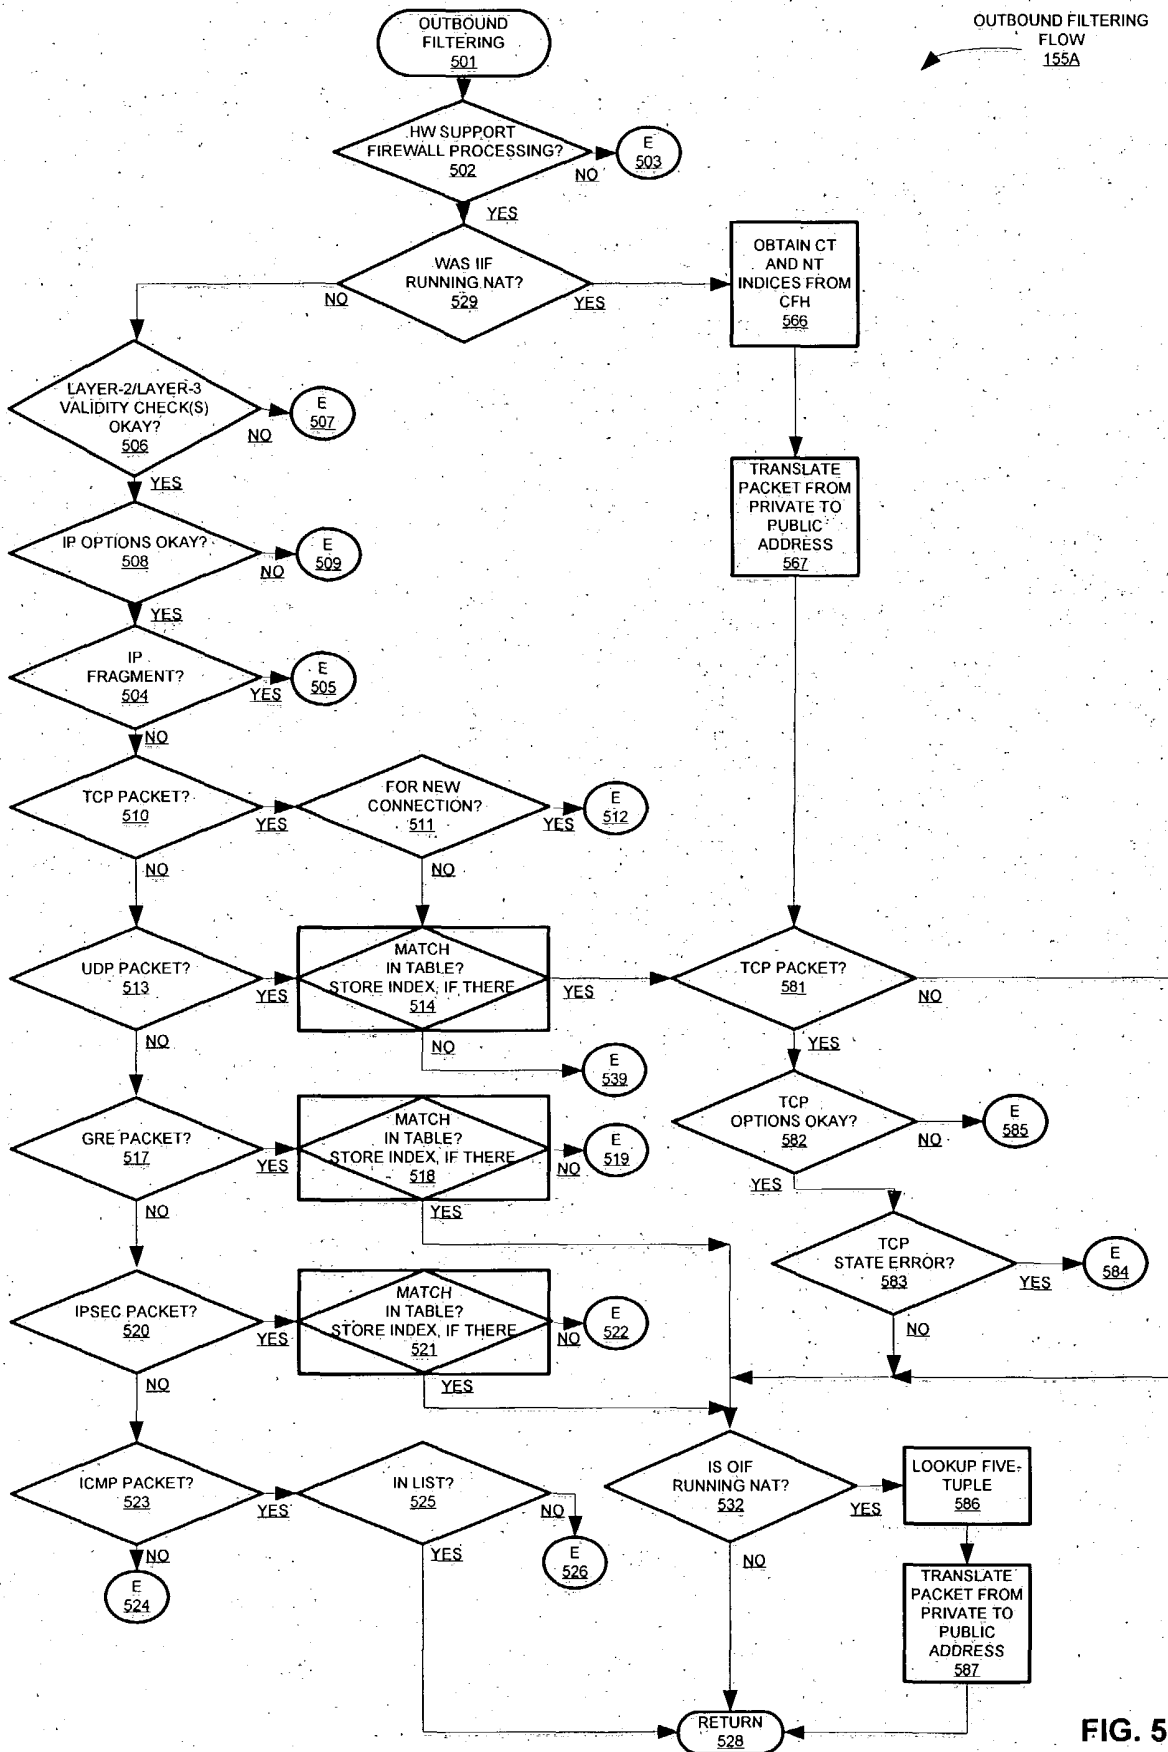 OUTBOUND
FILTERING
501
OUTBOUND FILTERING
FLOW
155A
HW SUPPORT
FIREWALL PROCESSING?
502
NO
E
503
YES
WAS IIF
RUNNING NAT?
529
NO
YES
OBTAIN CT
AND NT
INDICES FROM
CFH
566
LAYER-2/LAYER-3
VALIDITY CHECK(S)
OKAY?
506
NO
E
507
YES
TRANSLATE
PACKET FROM
PRIVATE TO
PUBLIC
ADDRESS
567
IP OPTIONS OKAY?
508
NO
E
509
YES
IP
FRAGMENT?
504
YES
E
505
NO
TCP PACKET?
510
YES
FOR NEW
CONNECTION?
511
YES
E
512
NO
NO
UDP PACKET?
513
YES
MATCH
IN TABLE?
STORE INDEX, IF THERE
514
YES
TCP PACKET?
581
NO
NO
NO
E
539
YES
GRE PACKET?
517
YES
MATCH
IN TABLE?
STORE INDEX, IF THERE
518
NO
E
519
TCP
OPTIONS OKAY?
582
NO
E
585
NO
YES
YES
TCP
STATE ERROR?
583
YES
E
584
NO
IPSEC PACKET?
520
YES
MATCH
IN TABLE?
STORE INDEX, IF THERE
521
NO
E
522
NO
YES
ICMP PACKET?
523
YES
IN LIST?
525
NO
E
526
YES
NO
E
524
IS OIF
RUNNING NAT?
532
YES
NO
LOOKUP FIVE-
TUPLE
586
TRANSLATE
PACKET FROM
PRIVATE TO
PUBLIC
ADDRESS
587
RETURN
528
FIG. 5